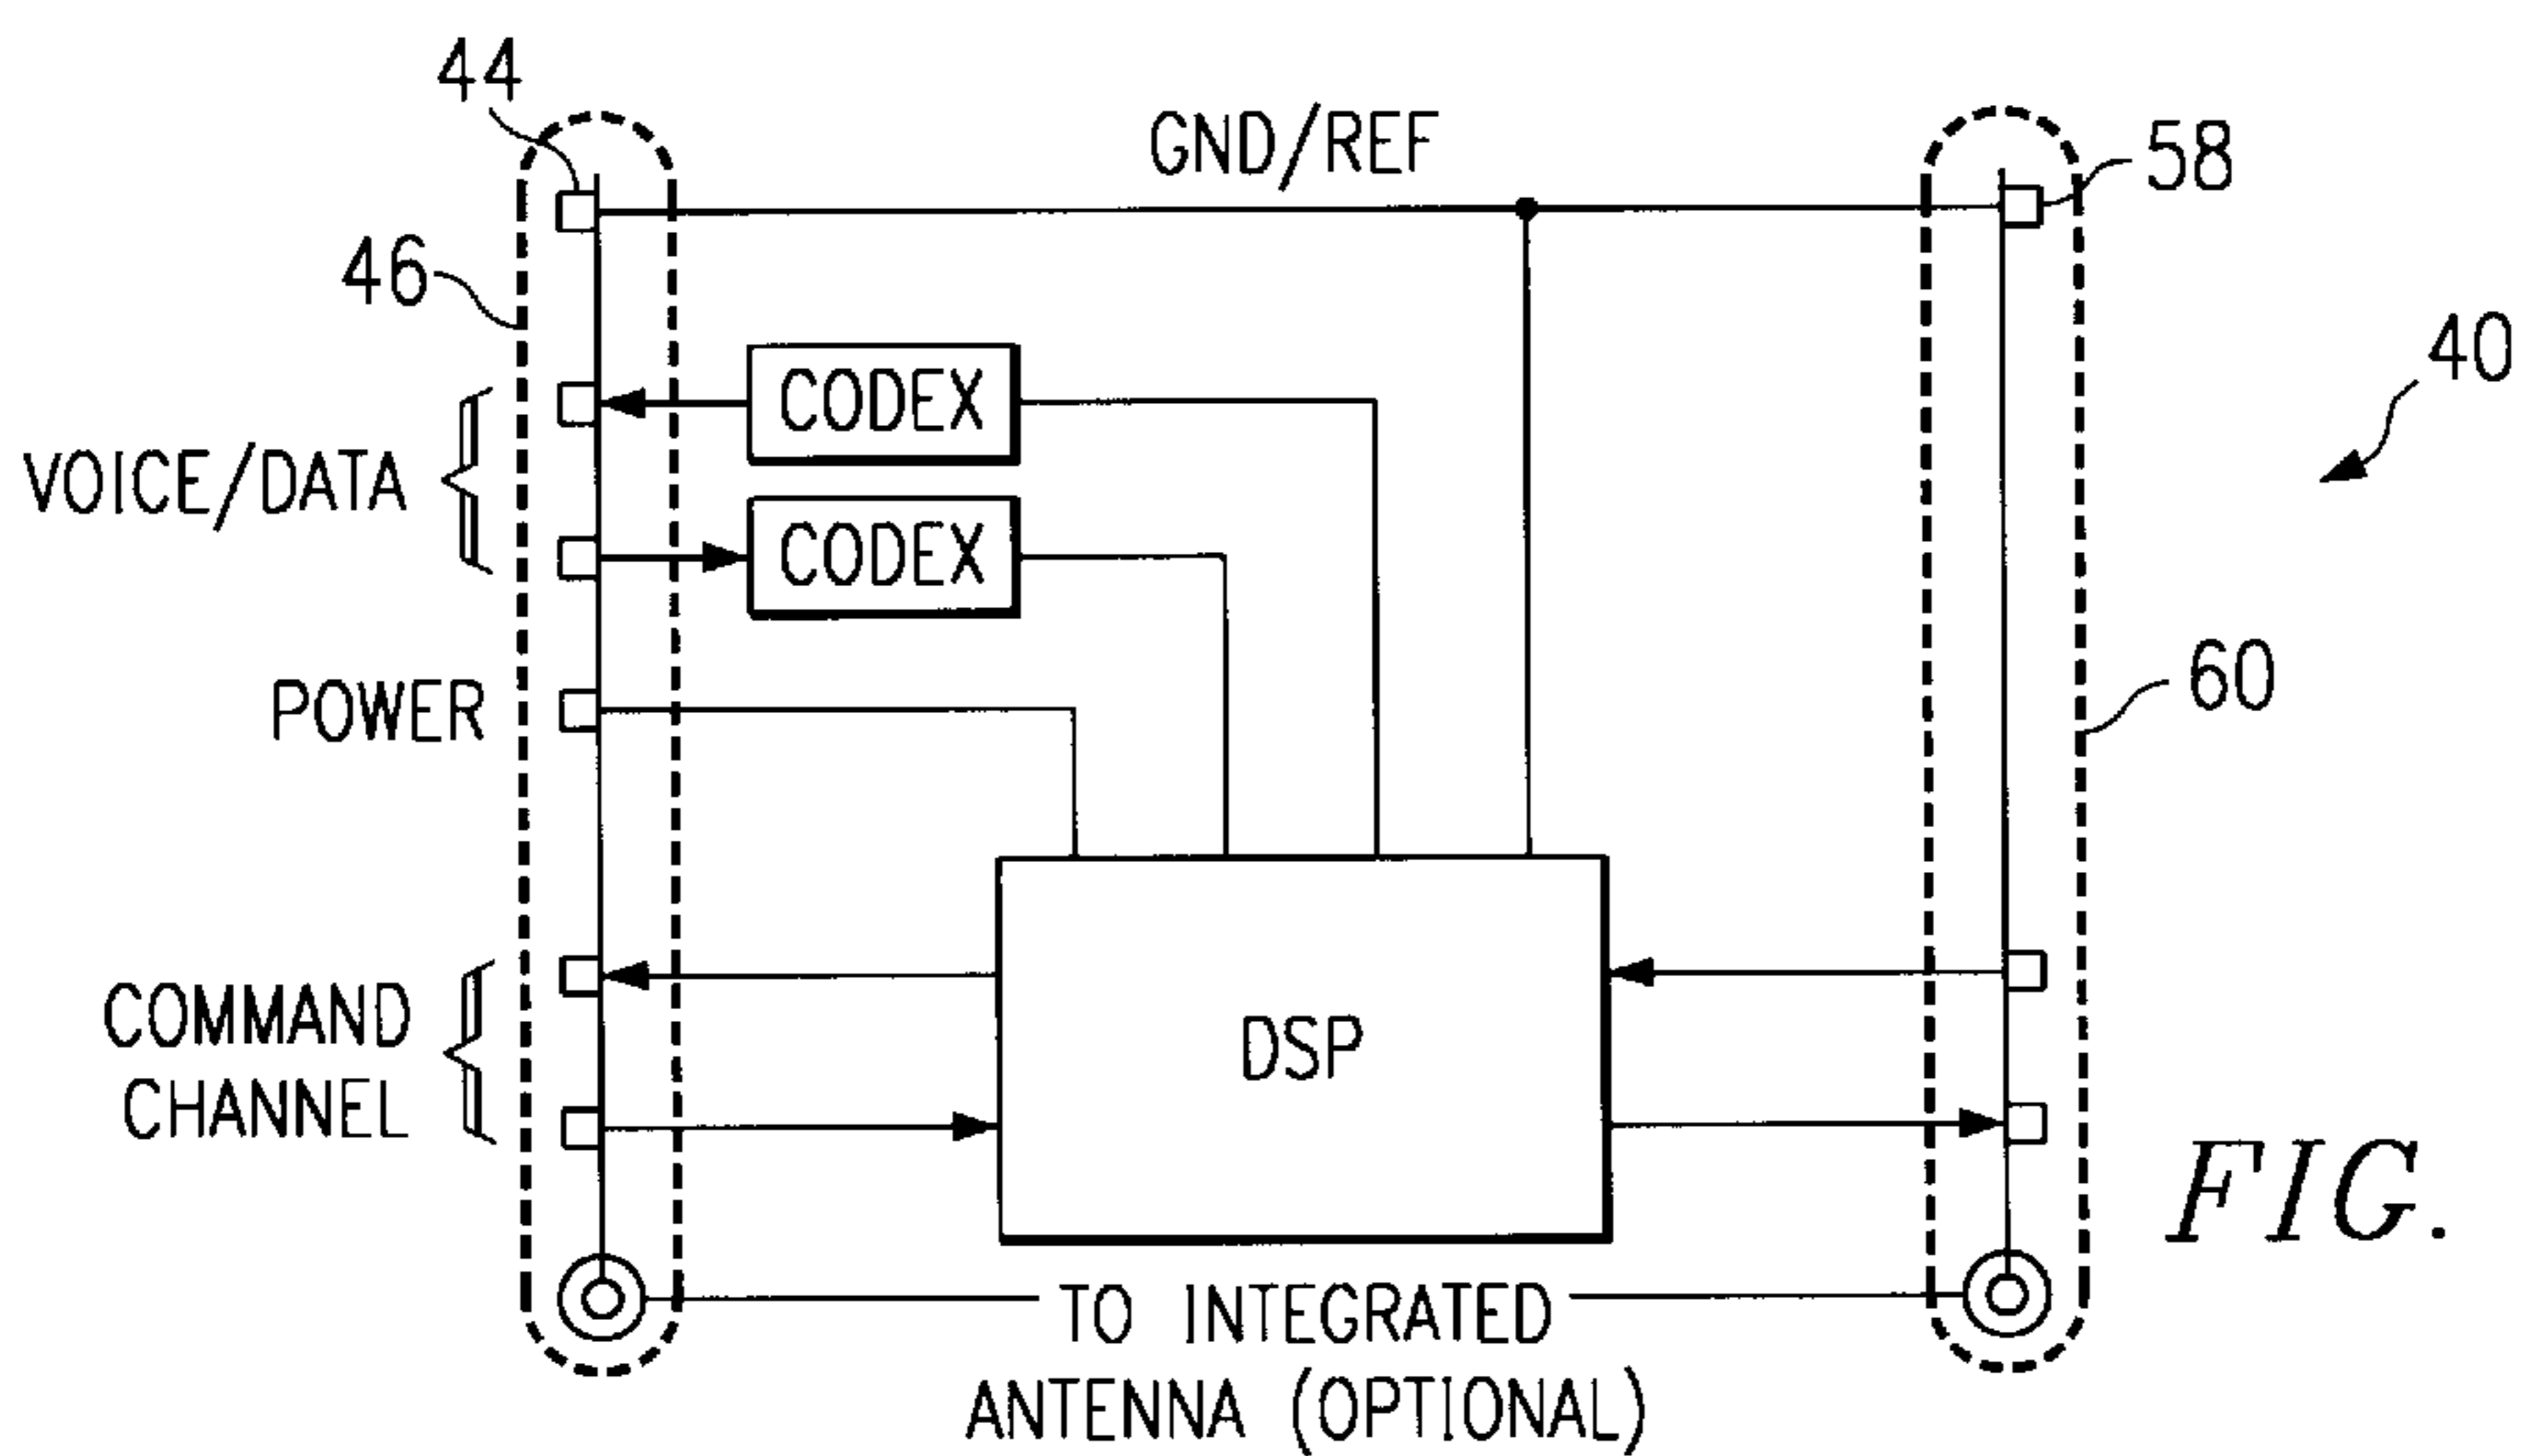 44
GND/REF
58
46
40
CODEX
VOICE/DATA
CODEX
60
POWER
COMMAND
CHANNEL
DSP
FIG.
TO INTEGRATED
ANTENNA (OPTIONAL)